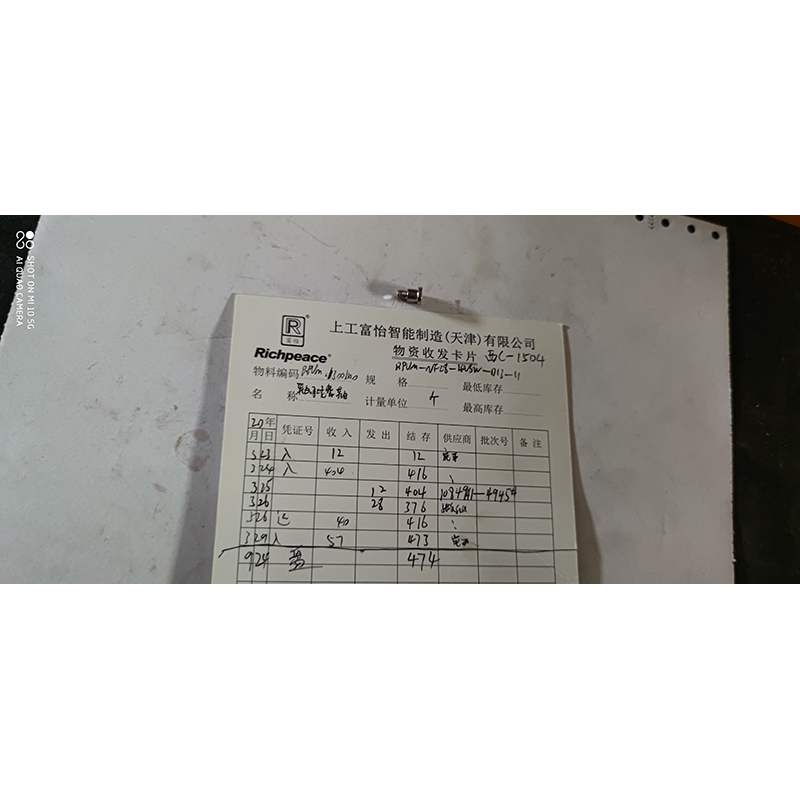 SHOT ON MI 10 5G
AI QUAD CAMERA
R
富怡
Richpeace®
上工富怡智能制造(天津)有限公司
物资收发卡片 西C-1504
物料编码 规 格 最低库存
名 称 计量单位 个 最高库存
20年 凭证号 收入 发出 结存 供应商 批次号 备注
月 日
3 23 入 12 12
3 24 入 404 416
3 25 12 404
3 26 28 376
3 26 40 416
3 29 入 57 473
9 24 474